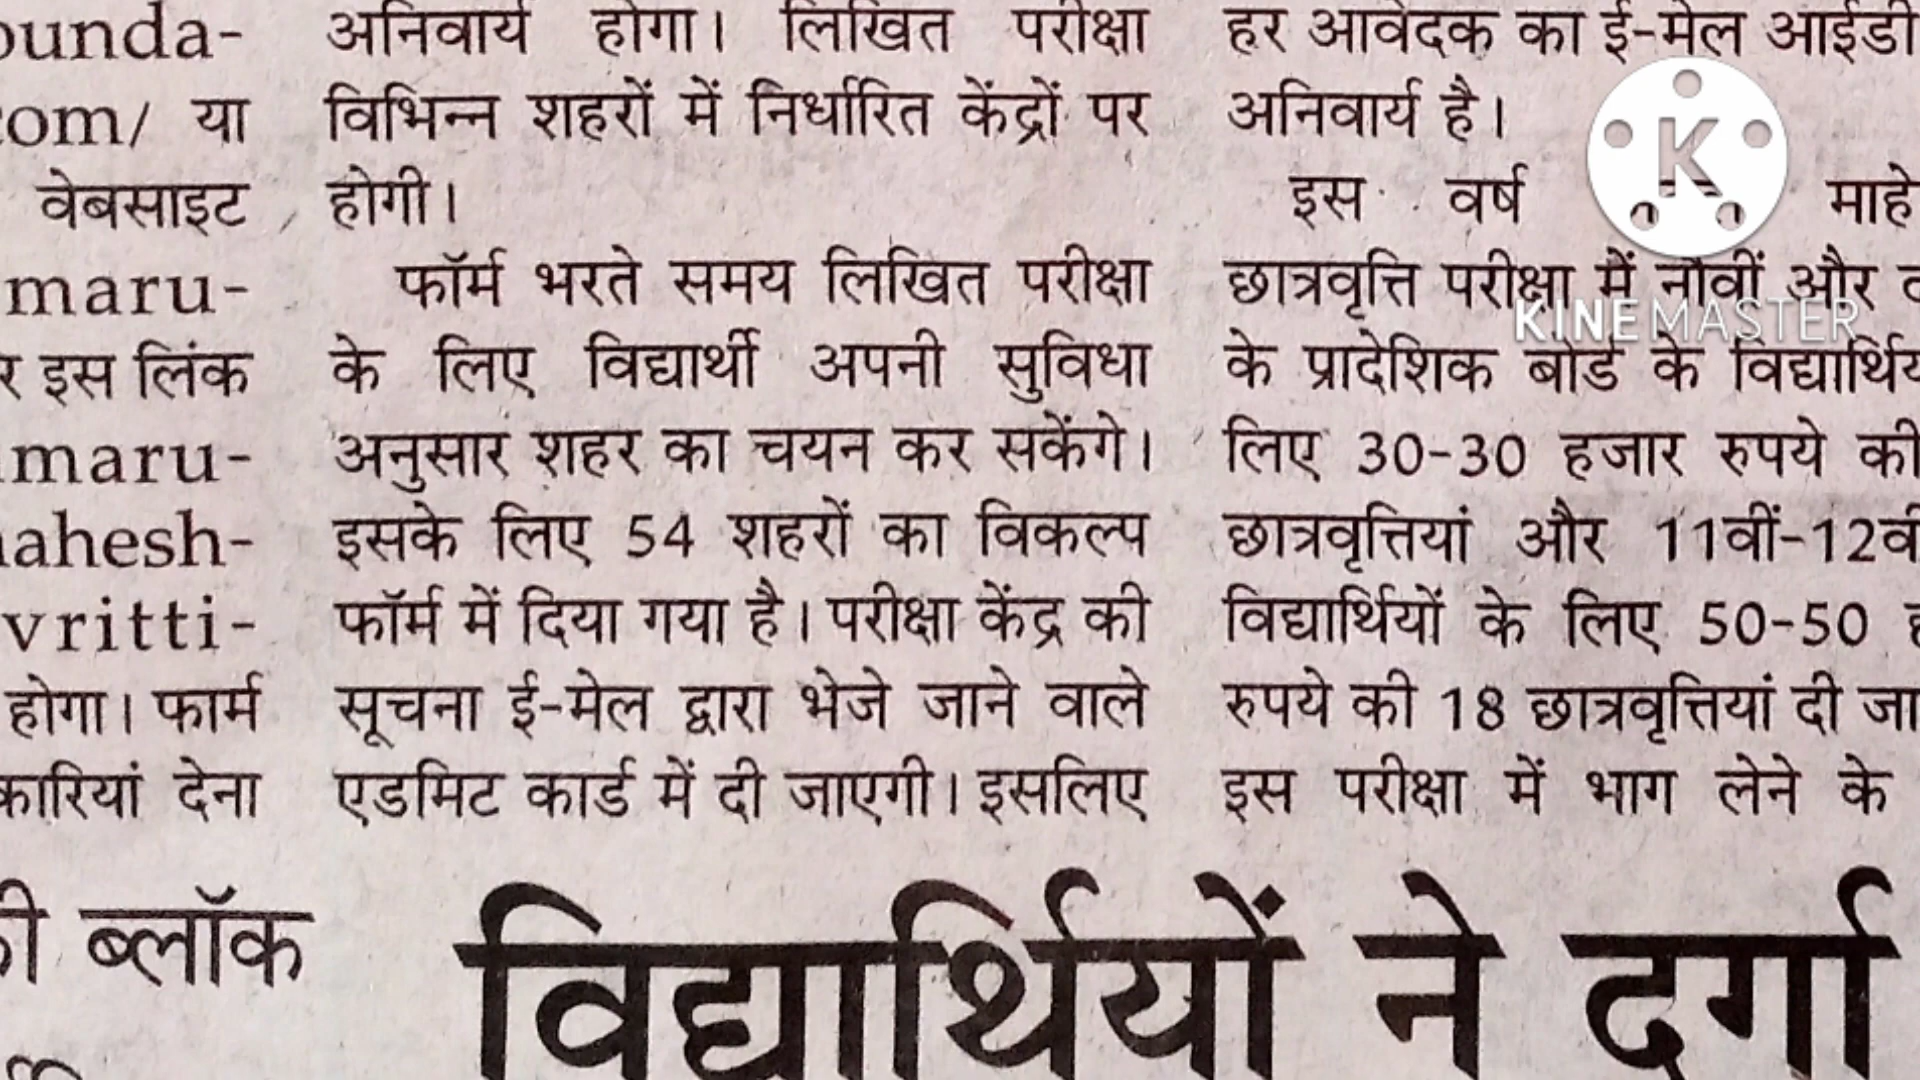 ounda-
com/ या
वेबसाइट
maru-
र इस लिंक
maru-
ahesh-
vritti-
होगा। फार्म
कारियां देना
की ब्लॉक
अनिवार्य होगा। लिखित परीक्षा
विभिन्न शहरों में निर्धारित केंद्रों पर
होगी।
फॉर्म भरते समय लिखित परीक्षा
के लिए विद्यार्थी अपनी सुविधा
अनुसार शहर का चयन कर सकेंगे।
इसके लिए 54 शहरों का विकल्प
फॉर्म में दिया गया है। परीक्षा केंद्र की
सूचना ई-मेल द्वारा भेजे जाने वाले
एडमिट कार्ड में दी जाएगी। इसलिए
हर आवेदक का ई-मेल आईडी
अनिवार्य है।
इस वर्ष माहे
छात्रवृत्ति परीक्षा में नौवीं और
के प्रादेशिक बोर्ड के विद्यार्थिय
लिए 30-30 हजार रुपये की
छात्रवृत्तियां और 11वीं-12वीं
विद्यार्थियों के लिए 50-50
रुपये की 18 छात्रवृत्तियां दी जा
इस परीक्षा में भाग लेने के
विद्यार्थियों ने दर्गा
K
KINEMASTER